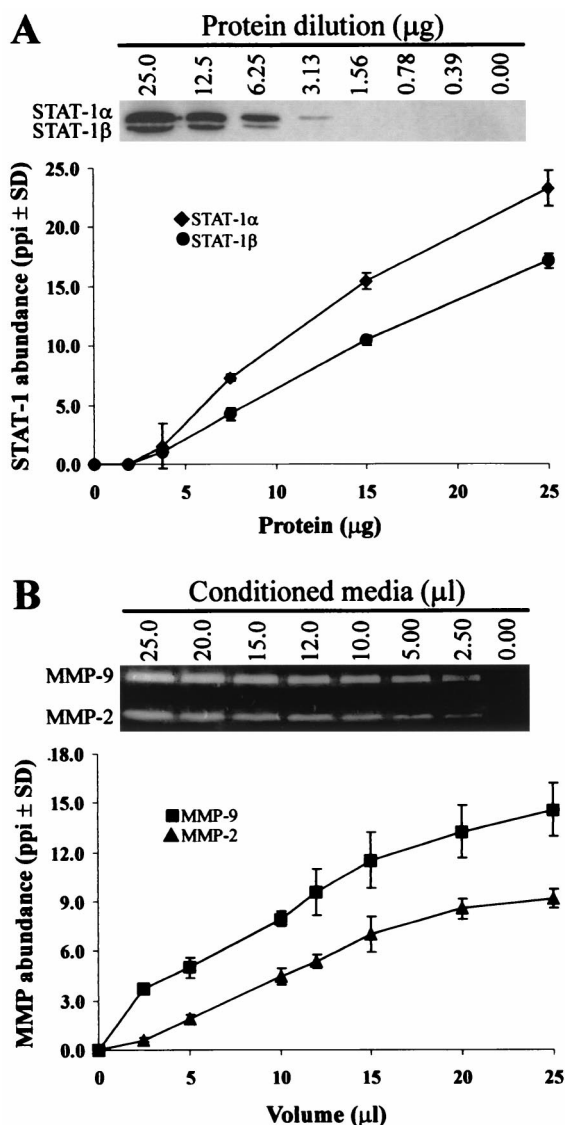 A
Protein dilution (µg)
25.0 12.5 6.25 3.13 1.56 0.78 0.39 0.00
STAT-1α
STAT-1β
25.0
20.0
15.0
10.0
5.0
0.0
STAT-1 abundance (ppi ± SD)
STAT-1α
STAT-1β
0 5 10 15 20 25
Protein (µg)
B
Conditioned media (µl)
25.0 20.0 15.0 12.0 10.0 5.00 2.50 0.00
MMP-9
MMP-2
18.0
15.0
12.0
9.0
6.0
3.0
0.0
MMP abundance (ppi ± SD)
MMP-9
MMP-2
0 5 10 15 20 25
Volume (µl)